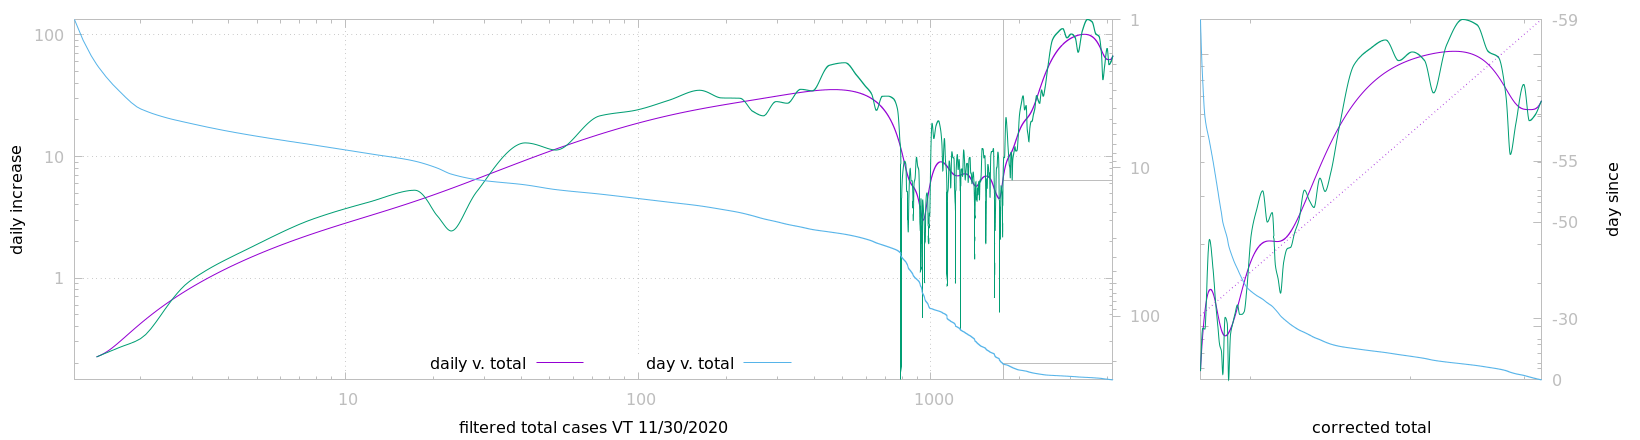 100
10
1
daily increase
daily v. total
day v. total
10
100
1000
filtered total cases VT 11/30/2020
1
10
100
-59
-55
-50
-30
0
day since
corrected total